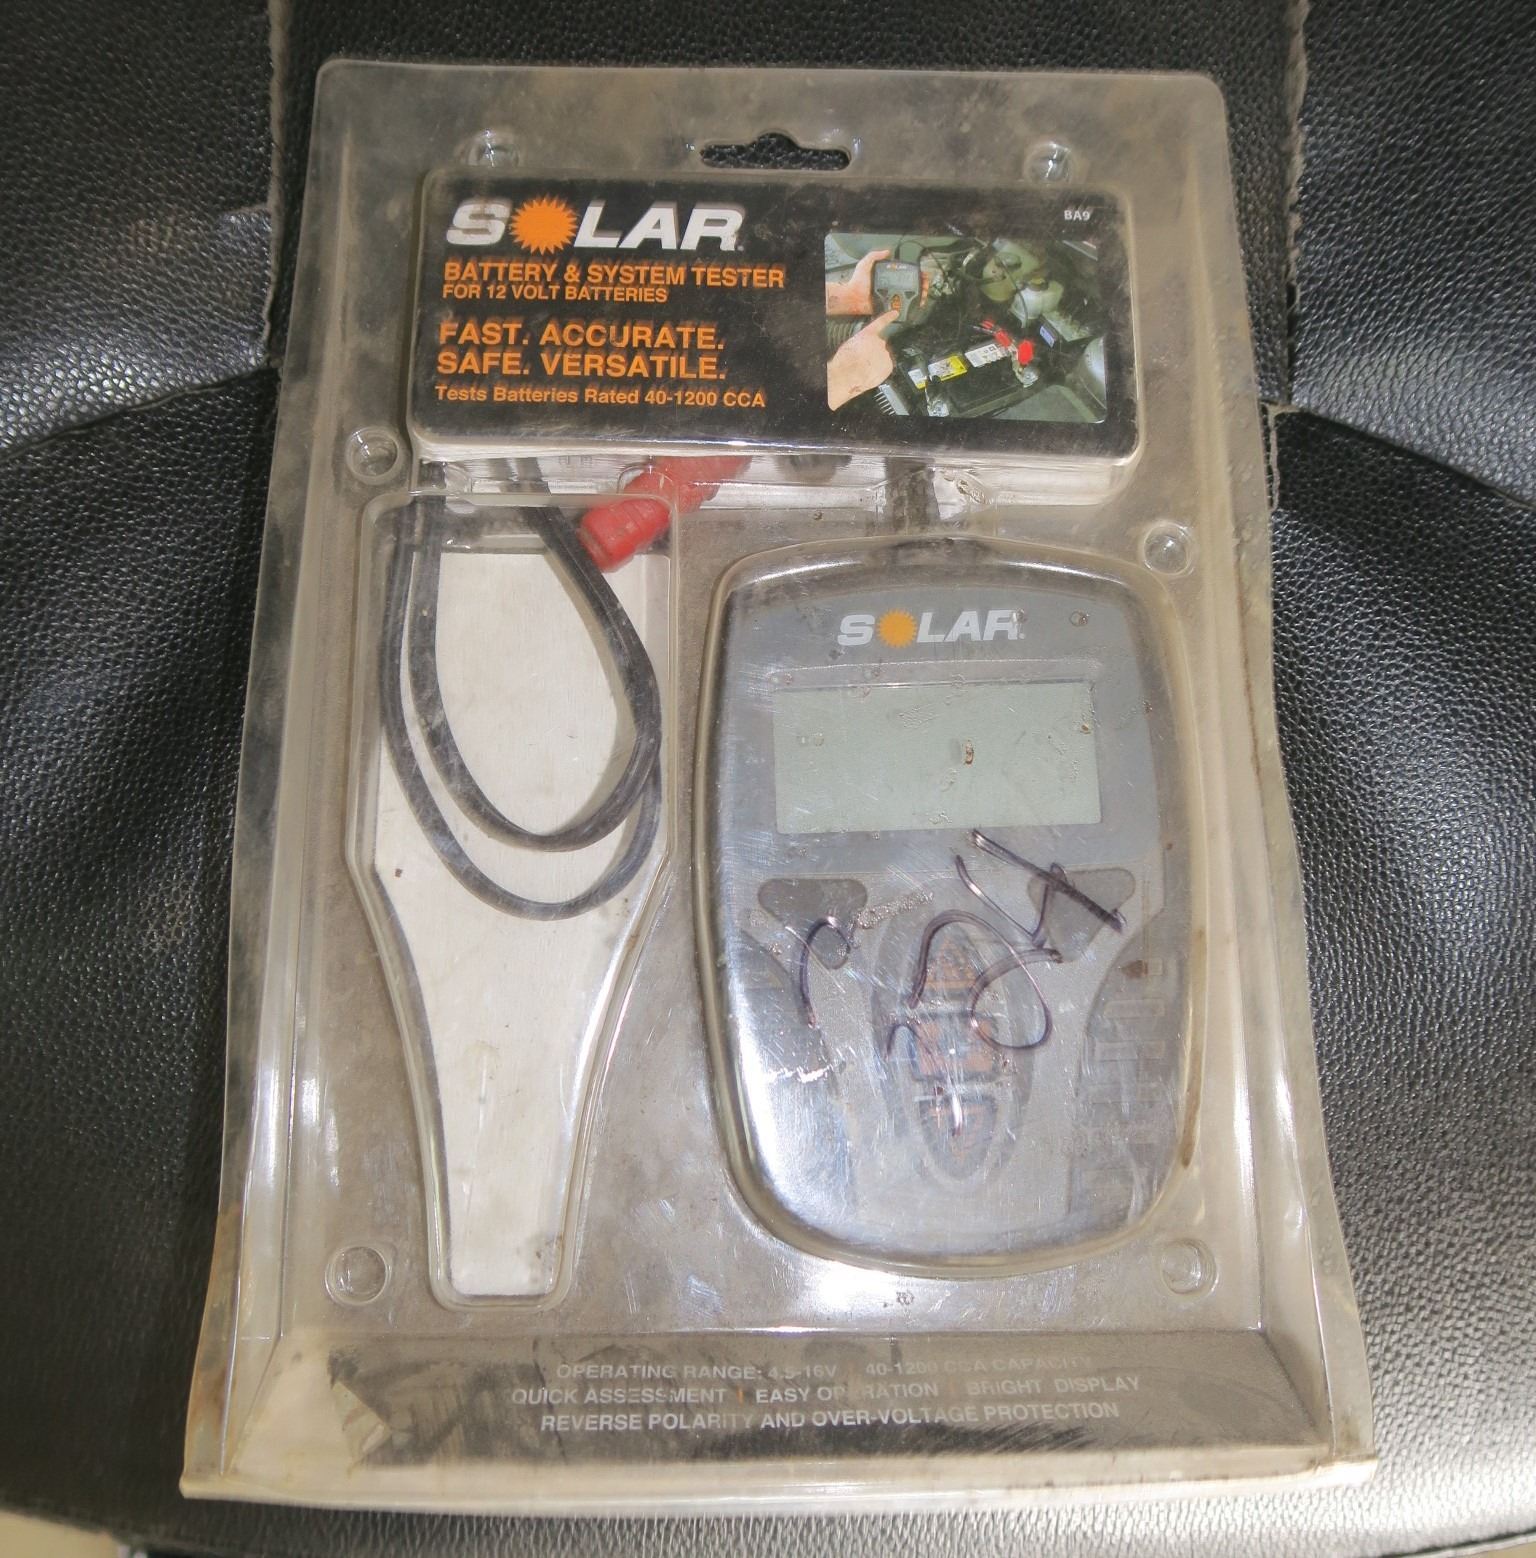 SOLAR
BA9
BATTERY & SYSTEM TESTER
FOR 12 VOLT BATTERIES
FAST. ACCURATE.
SAFE. VERSATILE.
Tests Batteries Rated 40-1200 CCA
SOLAR
OPERATING RANGE: 4.5-16V | 40-1200 CCA CAPACITY
QUICK ASSESSMENT | EASY OPERATION | BRIGHT DISPLAY
REVERSE POLARITY AND OVER-VOLTAGE PROTECTION